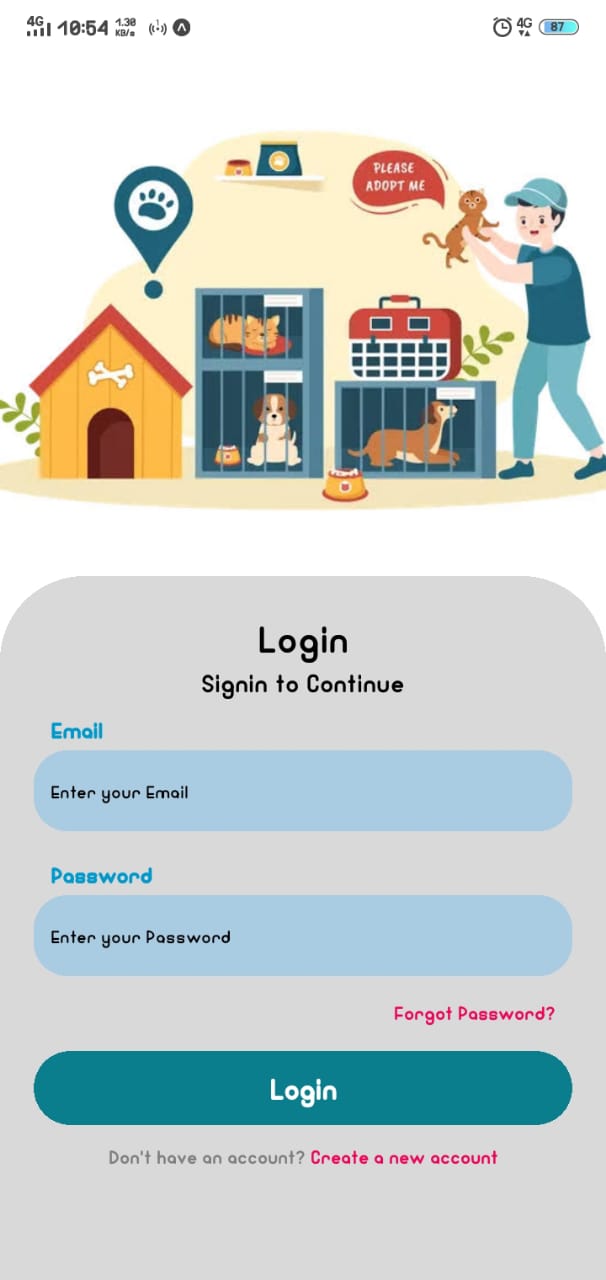 4G 10:54 1.30 KB/s 4G 87
PLEASE
ADOPT ME
Login
Signin to Continue
Email
Enter your Email
Password
Enter your Password
Forgot Password?
Login
Don't have an account? Create a new account